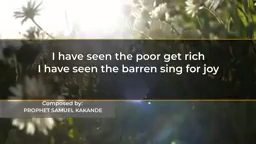 I have seen the poor get rich
I have seen the barren sing for joy
Composed by:
PROPHET SAMUEL KAKANDE